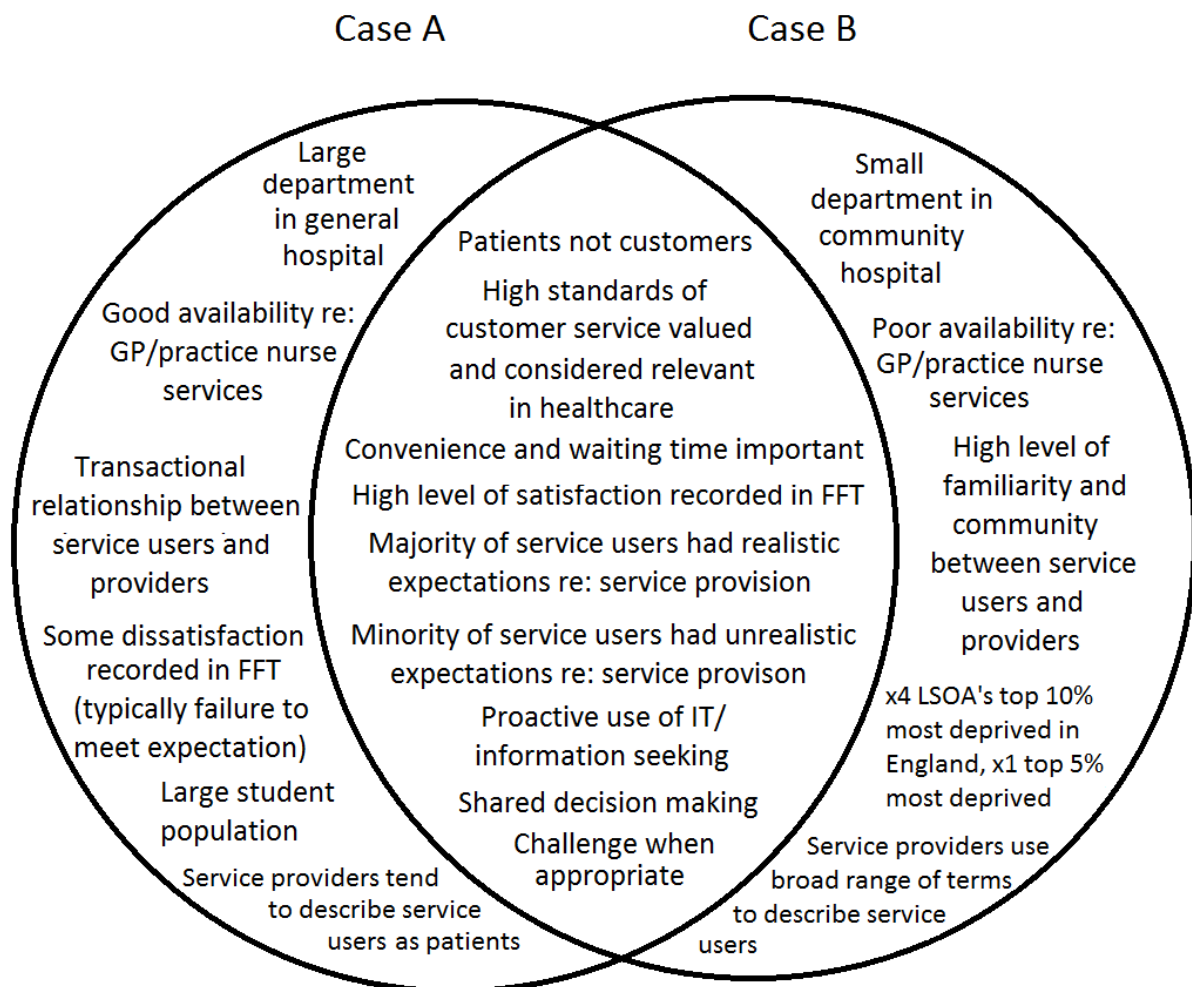 Case A
Case B
Large
department
in general
hospital
Good availability re:
GP/practice nurse
services
Transactional
relationship between
service users and
providers
Some dissatisfaction
recorded in FFT
(typically failure to
meet expectation)
Large student
population
Service providers tend
to describe service
users as patients
Patients not customers
High standards of
customer service valued
and considered relevant
in healthcare
Convenience and waiting time important
High level of satisfaction recorded in FFT
Majority of service users had realistic
expectations re: service provision
Minority of service users had unrealistic
expectations re: service provison
Proactive use of IT/
information seeking
Shared decision making
Challenge when
appropriate
Small
department in
community
hospital
Poor availability re:
GP/practice nurse
services
High level of
familiarity and
community
between service
users and
providers
x4 LSOA's top 10%
most deprived in
England, x1 top 5%
most deprived
Service providers use
broad range of terms
to describe service
users